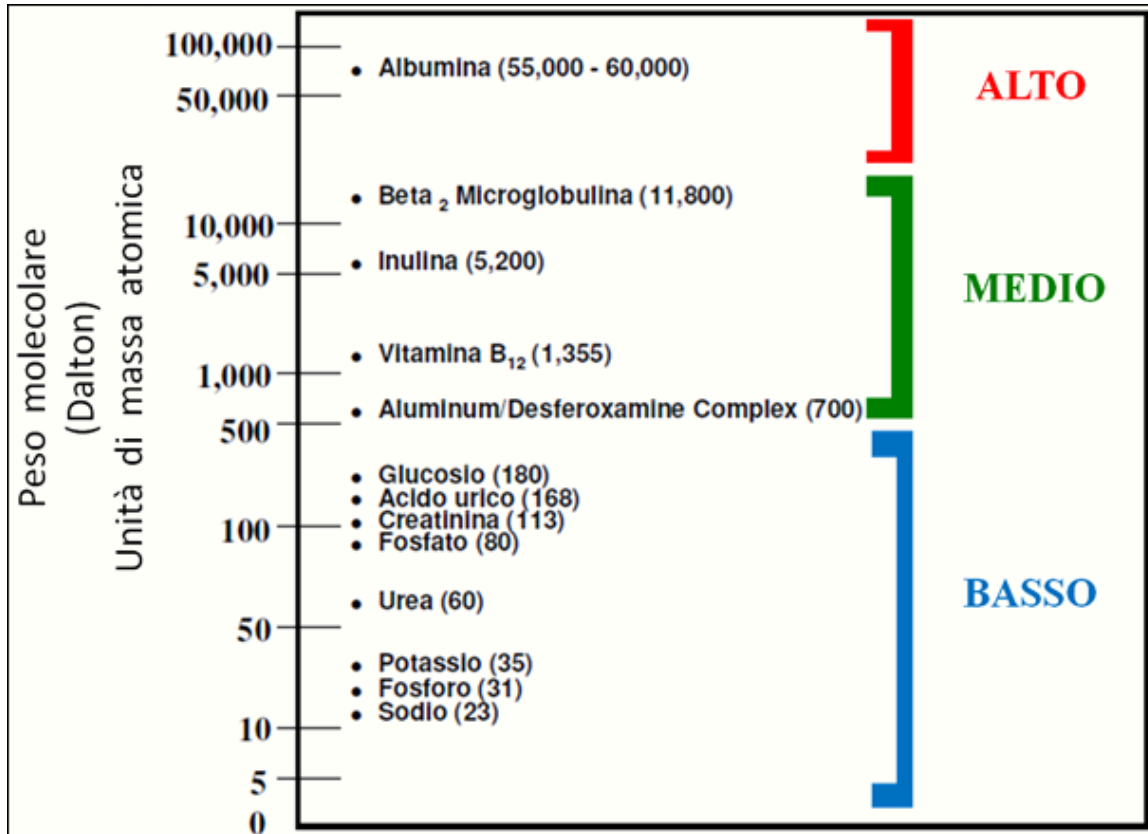 Peso molecolare
(Dalton)
Unità di massa atomica
100,000
50,000
10,000
5,000
1,000
500
100
50
10
5
0
Albumina (55,000 - 60,000)
Beta 2 Microglobulina (11,800)
Inulina (5,200)
Vitamina B12 (1,355)
Aluminum/Desferoxamine Complex (700)
Glucosio (180)
Acido urico (168)
Creatinina (113)
Fosfato (80)
Urea (60)
Potassio (35)
Fosforo (31)
Sodio (23)
ALTO
MEDIO
BASSO